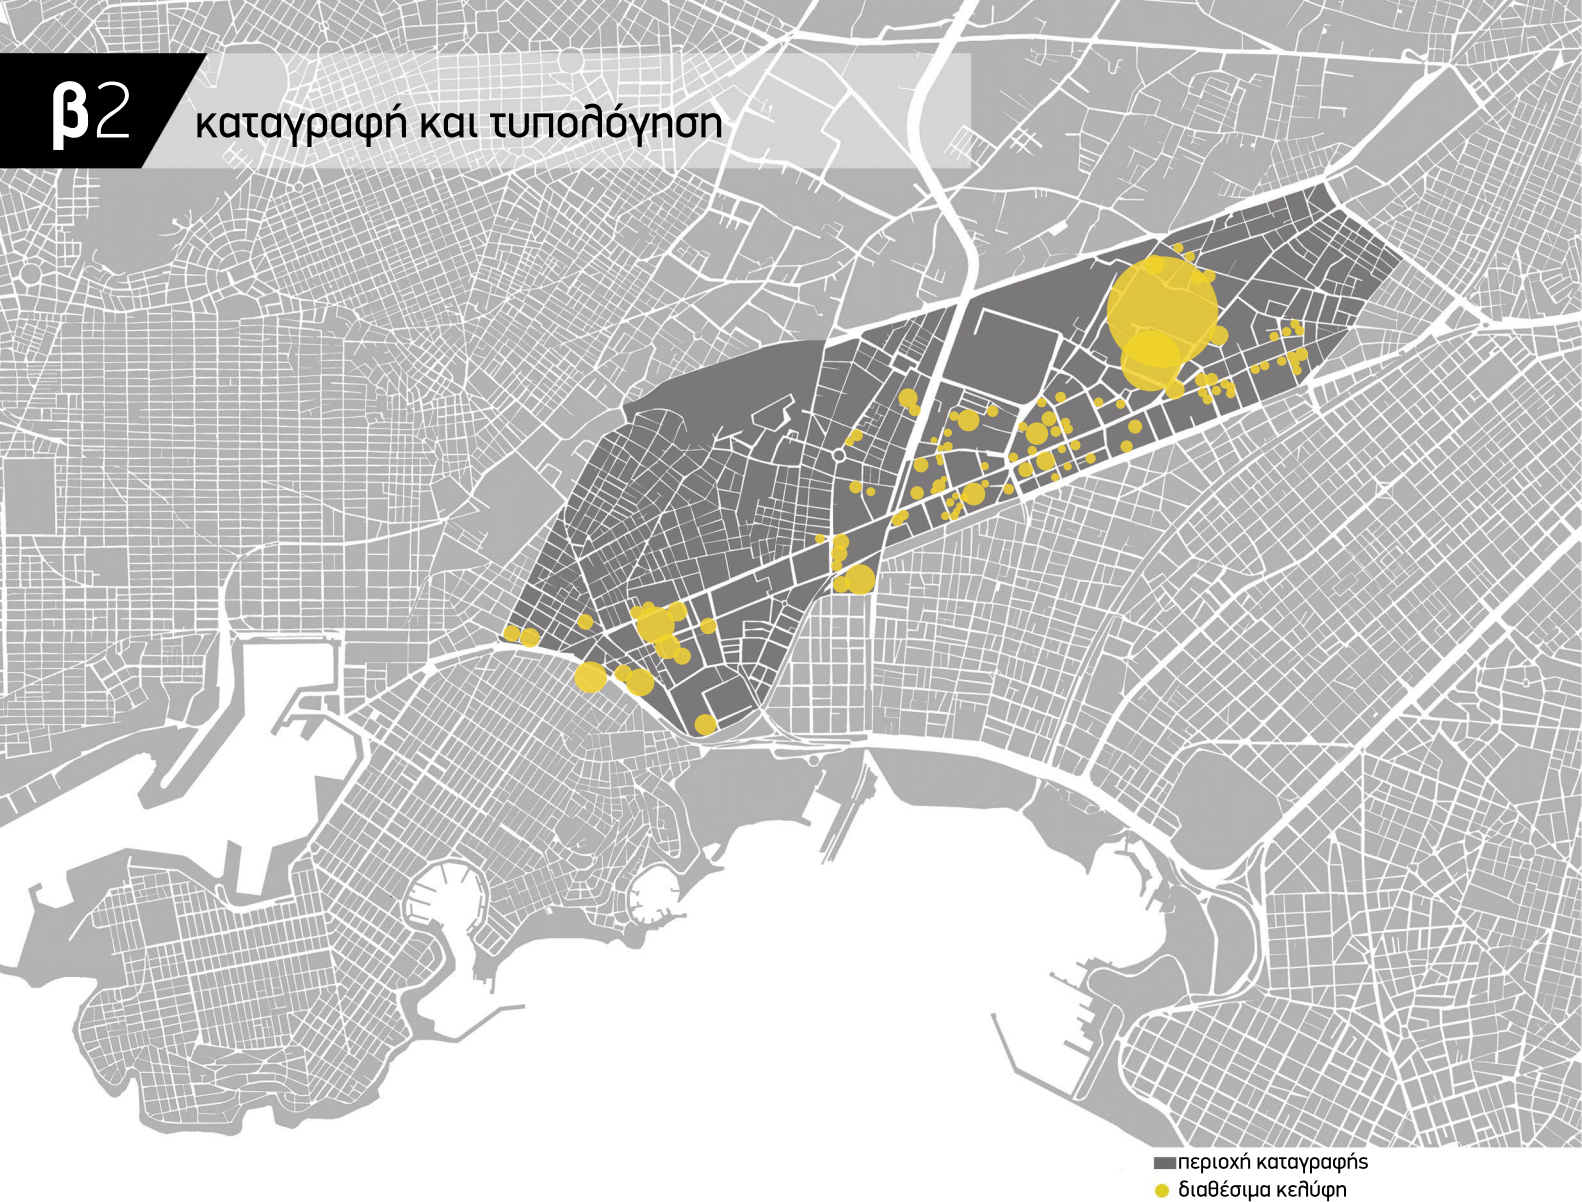 β2
καταγραφή και τυπολόγηση
περιοχή καταγραφής
διαθέσιμα κελύφη